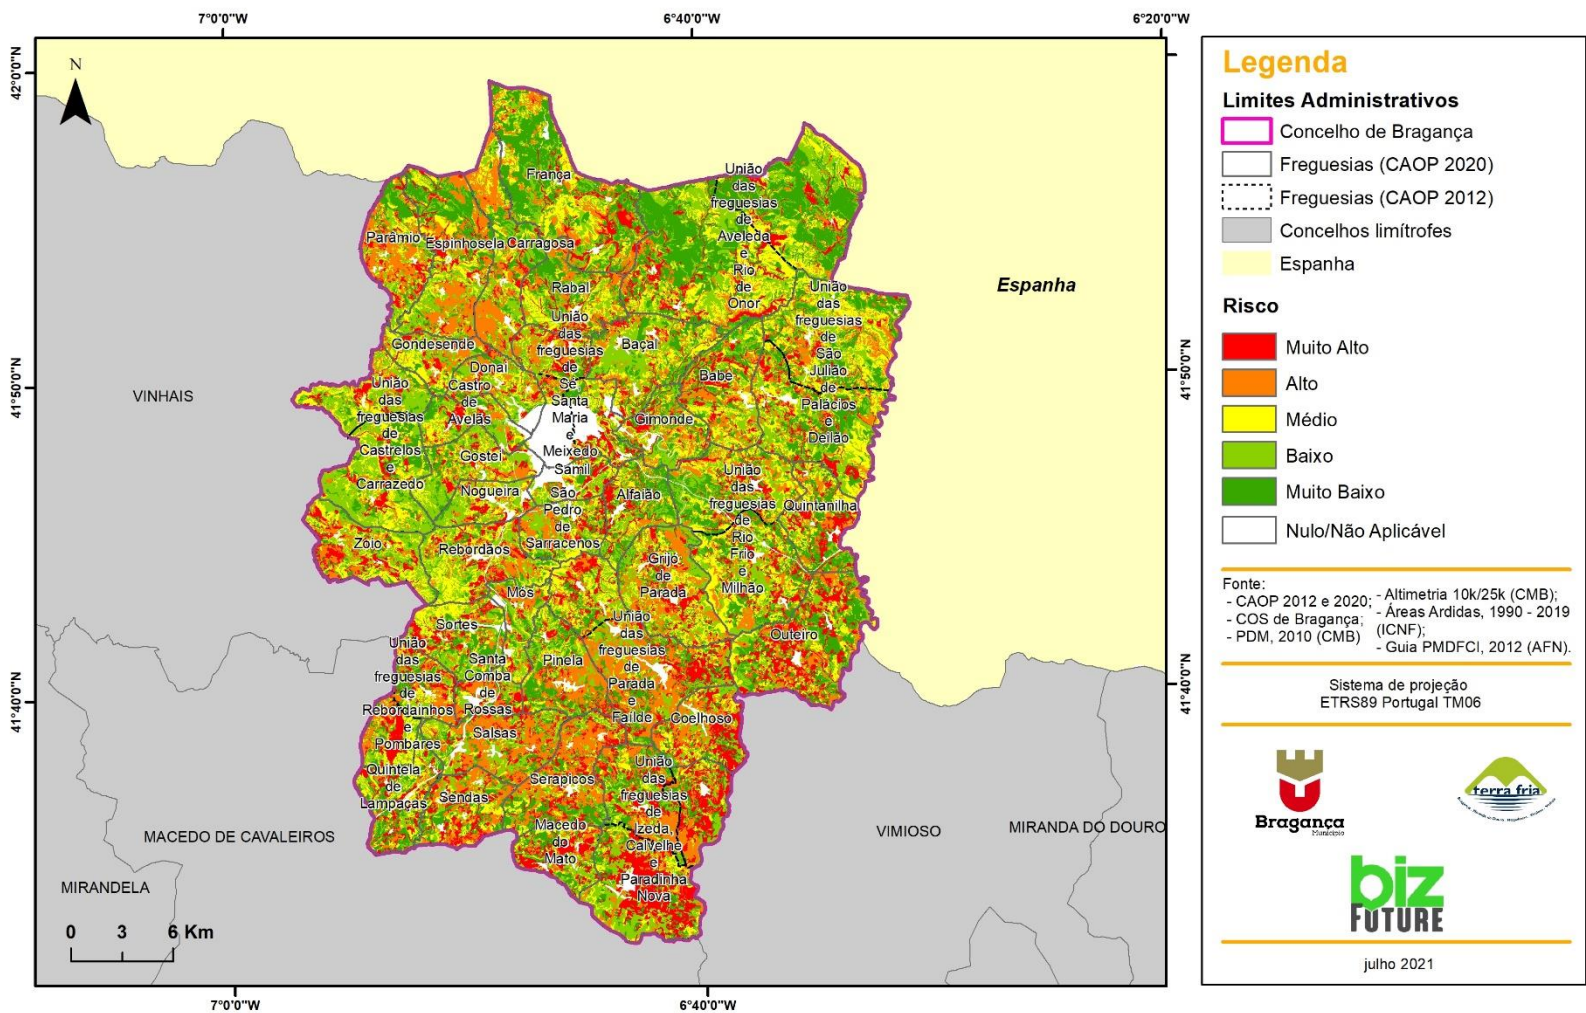 7°0'0"W
6°40'0"W
6°20'0"W
42°0'0"N
41°50'0"N
41°40'0"N
41°50'0"N
41°40'0"N
7°0'0"W
6°40'0"W
N
França
União
das
freguesias
de
Aveleda
e
Rio
de
Onor
Parâmio
Espinhosela
Carragosa
Rabal
Espanha
União
das
freguesias
de
São
Julião
de
Palácios
e
Deilão
União
das
freguesias
de
Sé
Santa
Maria
e
Meixedo
Gondesende
Baçal
Donai
Babe
Castro
de
Avelãs
União
das
freguesias
de
Castrelos
e
Carrazedo
VINHAIS
Gimonde
Gostei
Samil
Nogueira
São
Pedro
de
Sarracenos
Alfaião
União
das
freguesias
de
Rio
Frio
e
Milhão
Quintanilha
Zoio
Rebordãos
Grijó
de
Parada
Mós
Sortes
Outeiro
União
das
freguesias
de
Rebordainhos
e
Pombares
Santa
Comba
de
Rossas
Pinela
União
das
freguesias
de
Parada
e
Faílde
Coelhoso
Salsas
Quintela
de
Lampaças
Sendas
Serapicos
União
das
freguesias
de
Izeda,
Calvelhe
e
Paradinha
Nova
Macedo
do
Mato
MACEDO DE CAVALEIROS
VIMIOSO
MIRANDA DO DOURO
MIRANDELA
0 3 6 Km
Legenda
Limites Administrativos
Concelho de Bragança
Freguesias (CAOP 2020)
Freguesias (CAOP 2012)
Concelhos limítrofes
Espanha
Risco
Muito Alto
Alto
Médio
Baixo
Muito Baixo
Nulo/Não Aplicável
Fonte:
- CAOP 2012 e 2020;
- COS de Bragança;
- PDM, 2010 (CMB)
- Altimetria 10k/25k (CMB);
- Áreas Ardidas, 1990 - 2019
(ICNF);
- Guia PMDFCI, 2012 (AFN).
Sistema de projeção
ETRS89 Portugal TM06
Bragança
Município
terra fria
biz
FUTURE
julho 2021